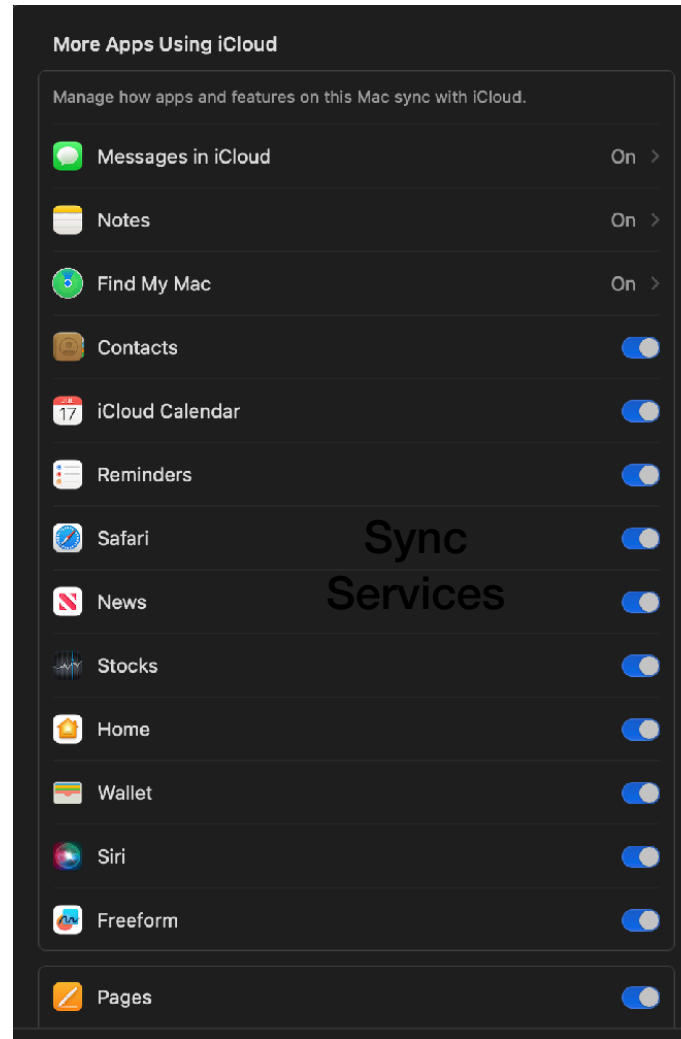 More Apps Using iCloud
Manage how apps and features on this Mac sync with iCloud.
Messages in iCloud On
Notes On
Find My Mac On
Contacts
17 iCloud Calendar
Reminders
Safari
Sync
Services
News
Stocks
Home
Wallet
Siri
Freeform
Pages